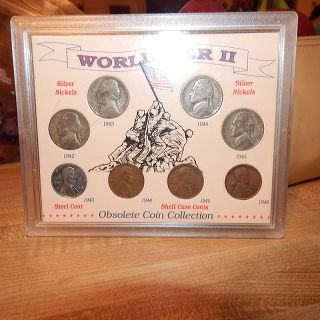 WORLD WAR II
Silver
Nickels
Silver
Nickels
1943
1944
1942
1945
1943
1944
1945
1946
Steel Cent
Shell Case Cents
Obsolete Coin Collection